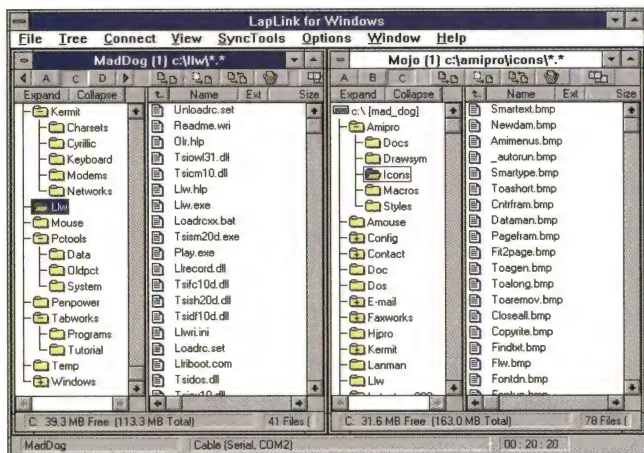 LapLink for Windows
File Tree Connect View SyncTools Options Window Help
MadDog (1) c:\llw\*.*
A C D
Expand Collapse t.. Name Ext Size
Kermit
Charsets
Cyrillic
Keyboard
Modems
Networks
Llw
Mouse
Pctools
Data
Oldpct
System
Penpower
Tabworks
Programs
Tutorial
Temp
Windows
Unloadrc.set
Readme.wri
Olr.hlp
Tsiowl31.dll
Tsicm10.dll
Llw.hlp
Llw.exe
Loadrcxx.bat
Tsism20d.exe
Play.exe
Llrecord.dll
Tsifc10d.dll
Tsish20d.dll
Tsidf10d.dll
Llwri.ini
Loadrc.set
Llriboot.com
Tsidos.dll
C: 39.3 MB Free (113.3 MB Total) 41 Files (
Mojo (1) c:\amipro\icons\*.*
A B C
Expand Collapse t.. Name Ext Size
c:\ [mad_dog]
Amipro
Docs
Drawsym
Icons
Macros
Styles
Amouse
Config
Contact
Doc
Dos
E-mail
Faxworks
Hjpro
Kermit
Lanman
Llw
Smartext.bmp
Newdam.bmp
Amimenus.bmp
_autorun.bmp
Smartype.bmp
Toashort.bmp
Cntrfram.bmp
Dataman.bmp
Pagefram.bmp
Fit2page.bmp
Toagen.bmp
Toalong.bmp
Toaremov.bmp
Closeall.bmp
Copyrite.bmp
Findtxt.bmp
Flw.bmp
Fontdn.bmp
C: 31.6 MB Free (163.0 MB Total) 78 Files (
MadDog Cable (Serial, COM2) 00:20:20